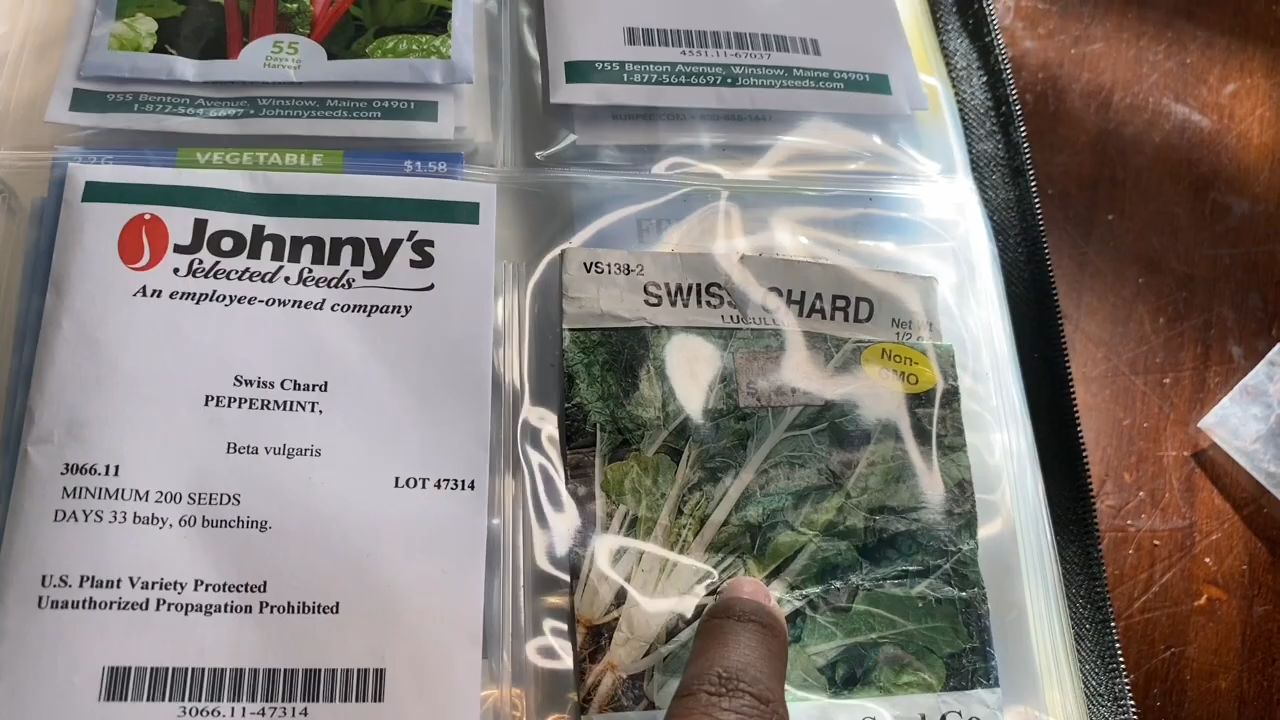 55
Days to
Harvest
955 Benton Avenue, Winslow, Maine 04901
1-877-564-6697 • Johnnyseeds.com
4551.11-67037
955 Benton Avenue, Winslow, Maine 04901
1-877-564-6697 • Johnnyseeds.com
BURPEE.COM •
VEGETABLE
$1.58
Johnny's
Selected Seeds
An employee-owned company
Swiss Chard
PEPPERMINT,
Beta vulgaris
3066.11
LOT 47314
MINIMUM 200 SEEDS
DAYS 33 baby, 60 bunching.
U.S. Plant Variety Protected
Unauthorized Propagation Prohibited
3066.11-47314
VS138-2
SWISS CHARD
Net Wt
1/2
Non-
GMO
Seed Co